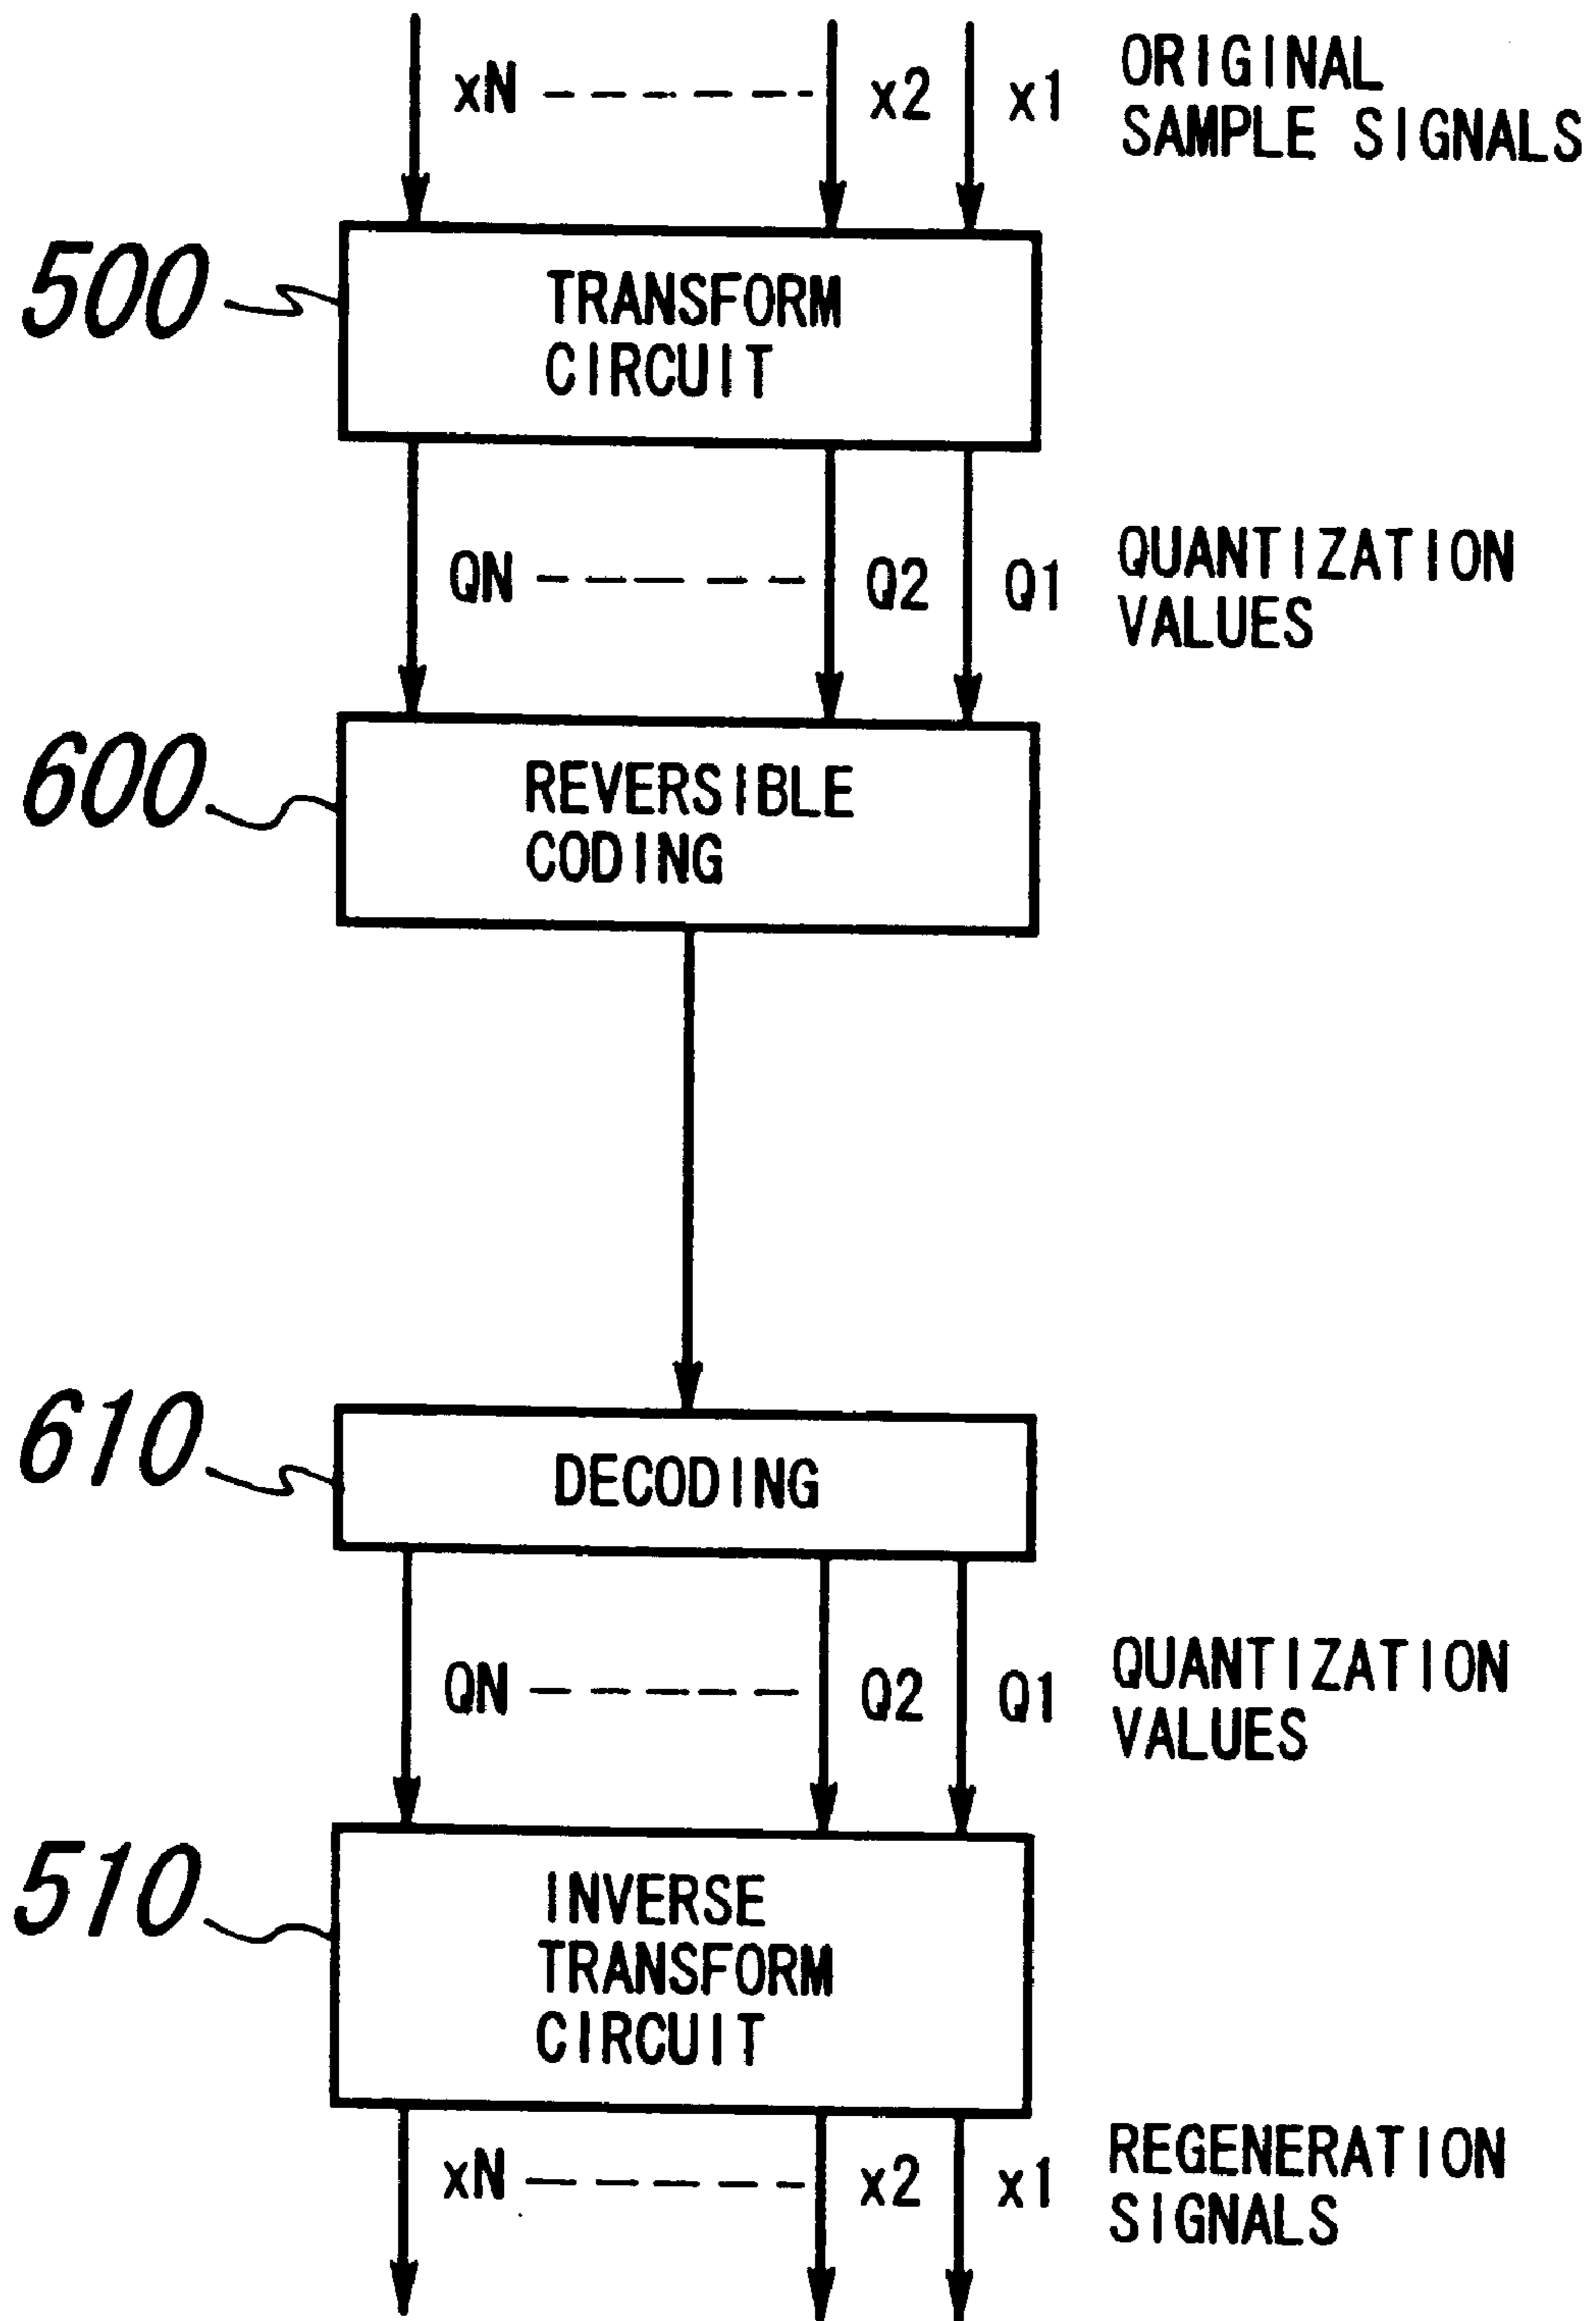 xN x2 x1 ORIGINAL
SAMPLE SIGNALS
500
TRANSFORM
CIRCUIT
QN Q2 Q1 QUANTIZATION
VALUES
600
REVERSIBLE
CODING
610
DECODING
QN Q2 Q1 QUANTIZATION
VALUES
510
INVERSE
TRANSFORM
CIRCUIT
xN x2 x1 REGENERATION
SIGNALS